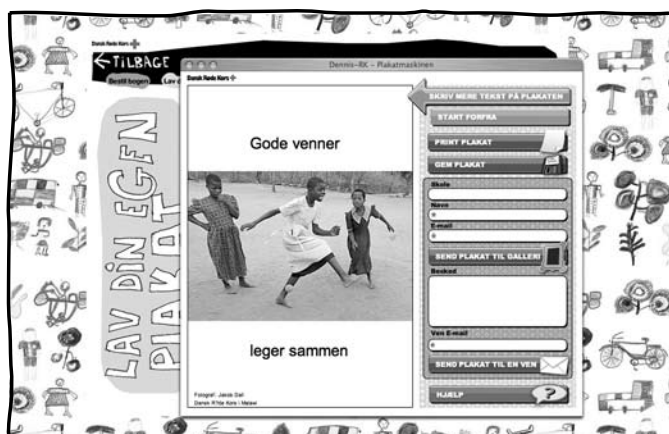 Dansk Røde Kors
TILBAGE
Bestil bogen
Lav d
LAV DIN EGEN
PLAKAT
Dennis-RK - Plakatmaskinen
Dansk Røde Kors
Gode venner
leger sammen
Fotograf: Jakob Dall
Dansk R¯de Kors i Malawi
SKRIV MERE TEKST PÅ PLAKATEN
START FORFRA
PRINT PLAKAT
GEM PLAKAT
Skole
Navn
E-mail
SEND PLAKAT TIL GALLERI
Besked
Ven E-mail
SEND PLAKAT TIL EN VEN
HJÆLP
?